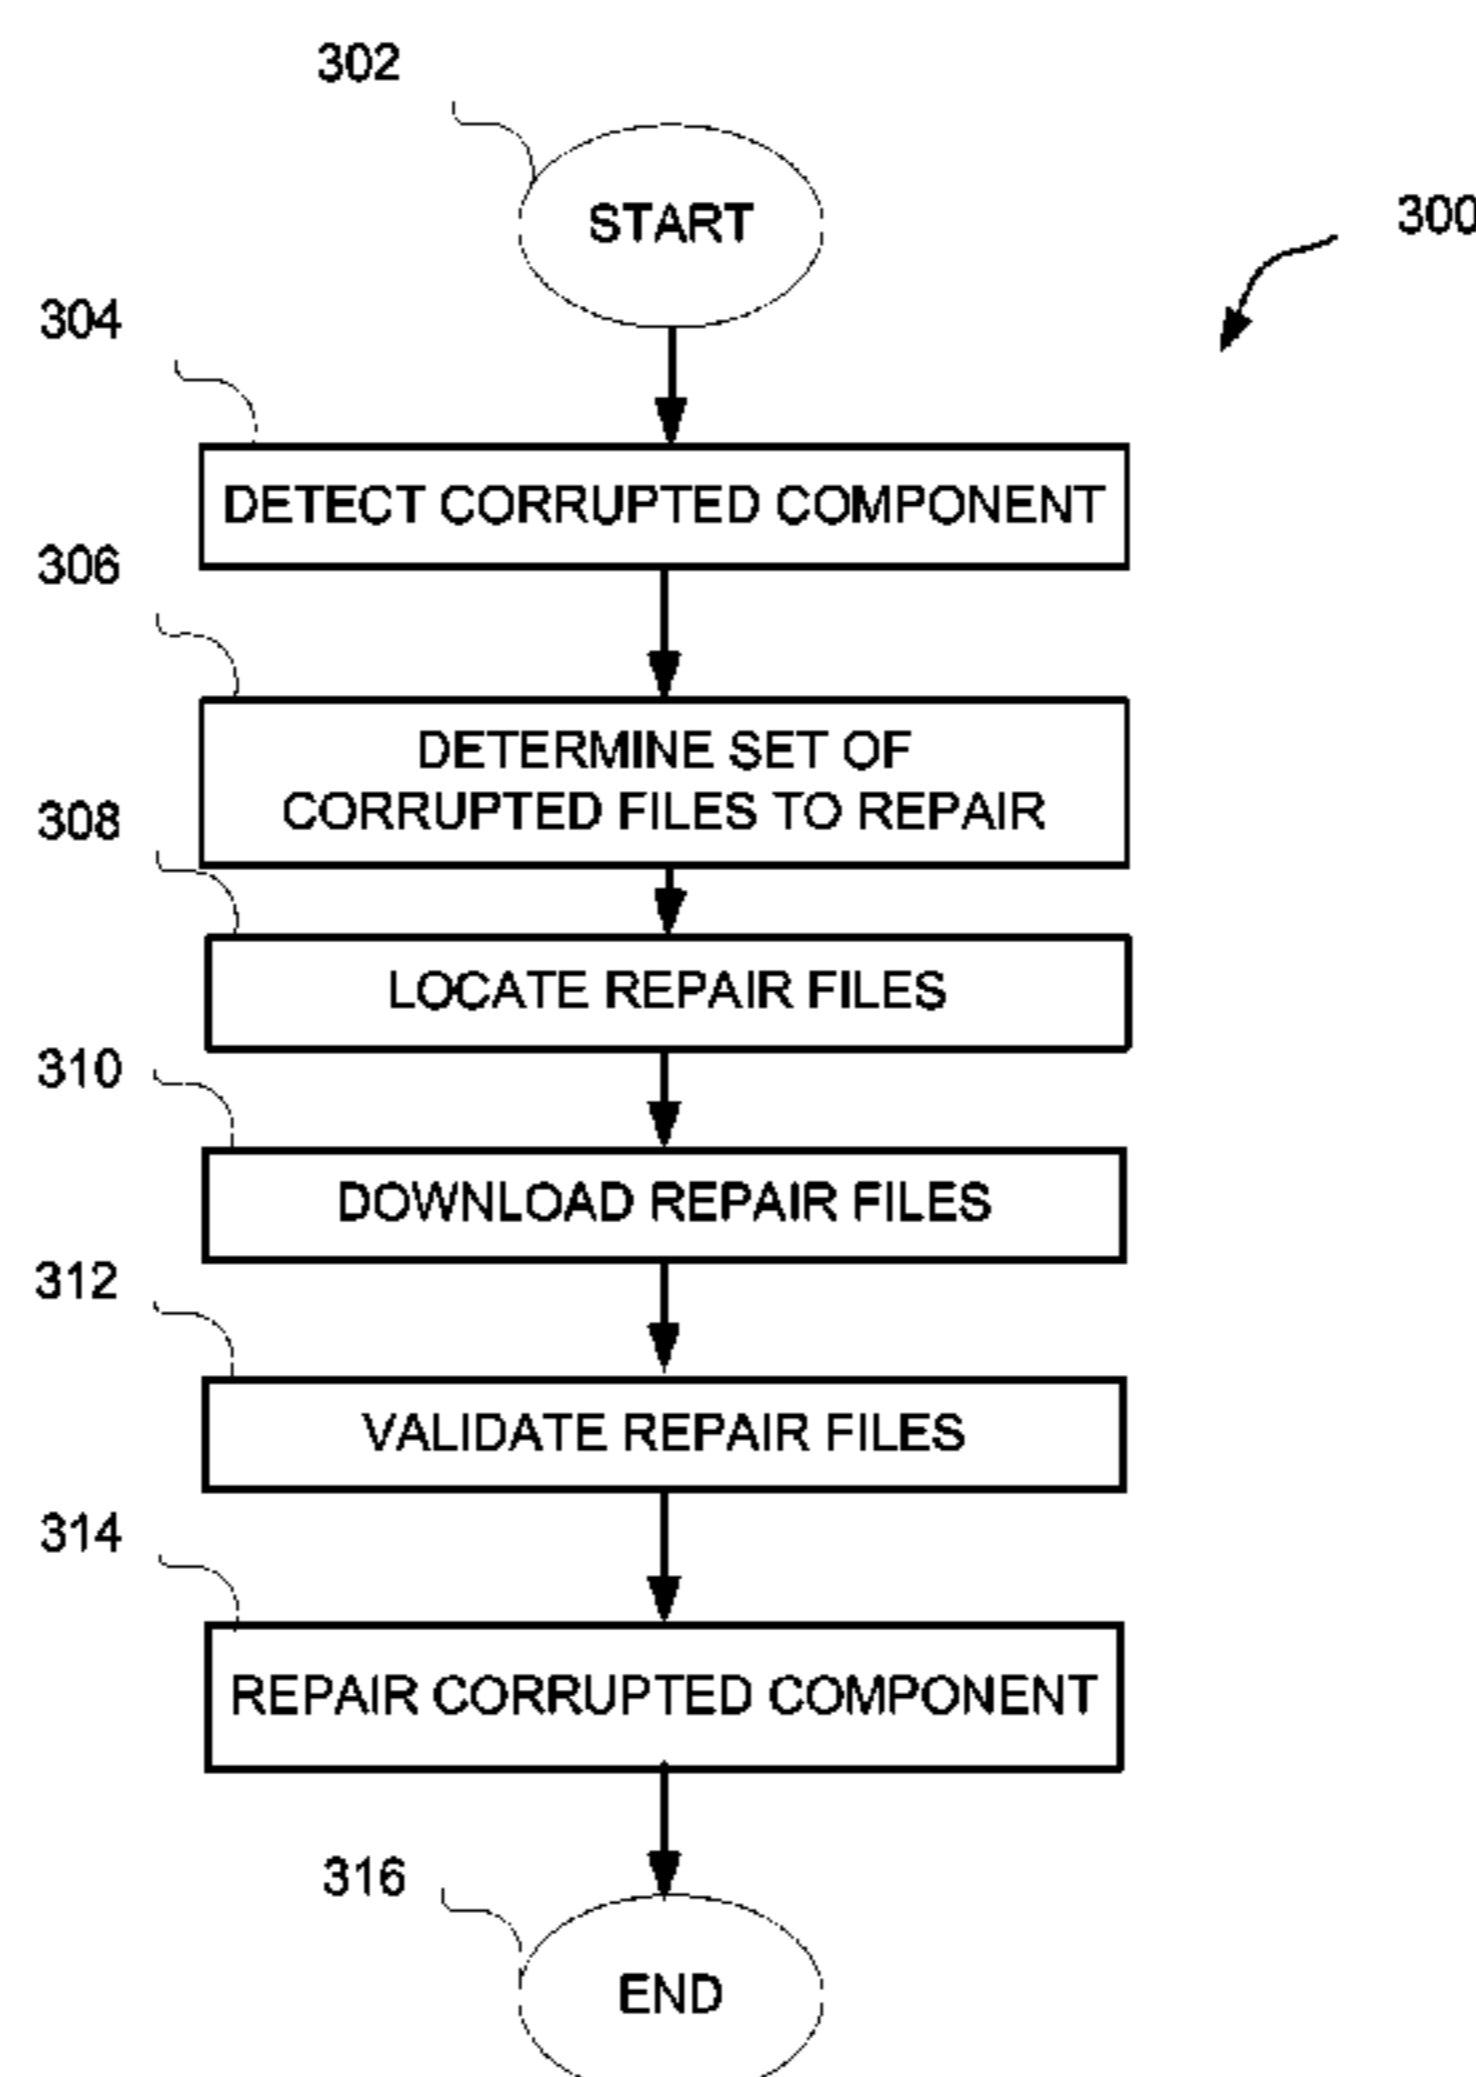 302
START
300
304
DETECT CORRUPTED COMPONENT
306
DETERMINE SET OF
CORRUPTED FILES TO REPAIR
308
LOCATE REPAIR FILES
310
DOWNLOAD REPAIR FILES
312
VALIDATE REPAIR FILES
314
REPAIR CORRUPTED COMPONENT
316
END